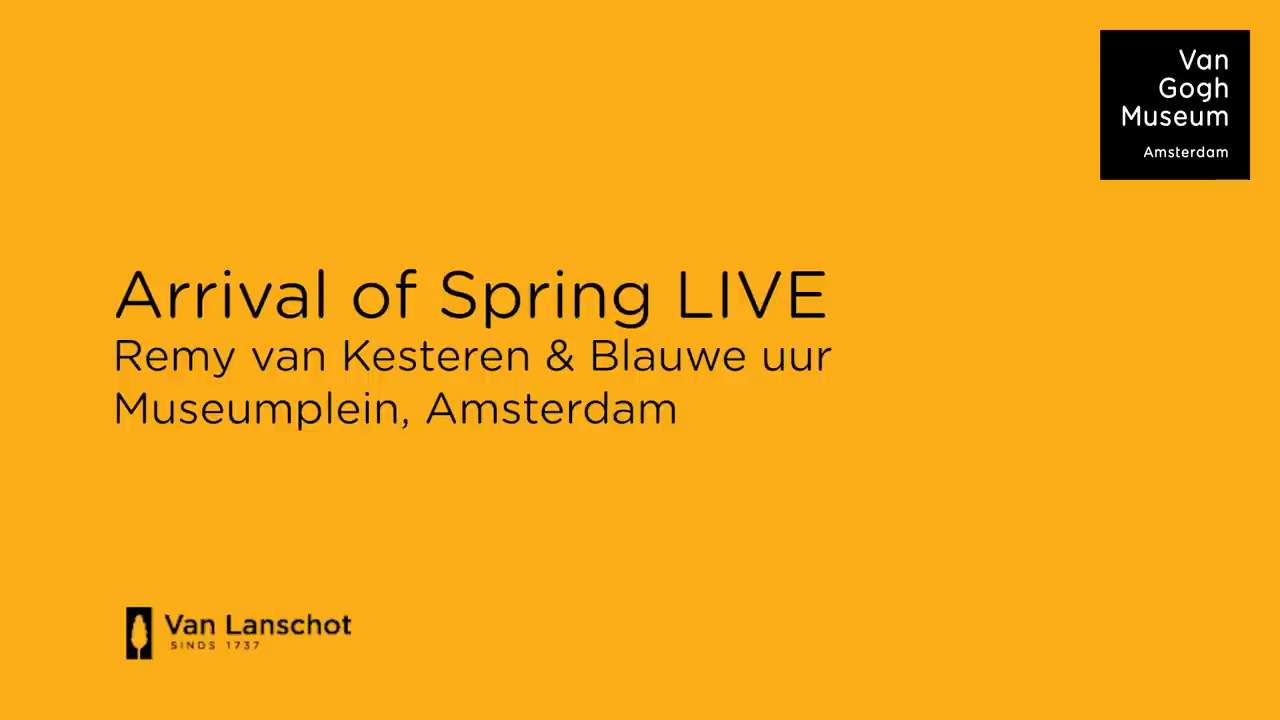 Van
Gogh
Museum
Amsterdam
Arrival of Spring LIVE
Remy van Kesteren & Blauwe uur
Museumplein, Amsterdam
Van Lanschot
SINDS 1737